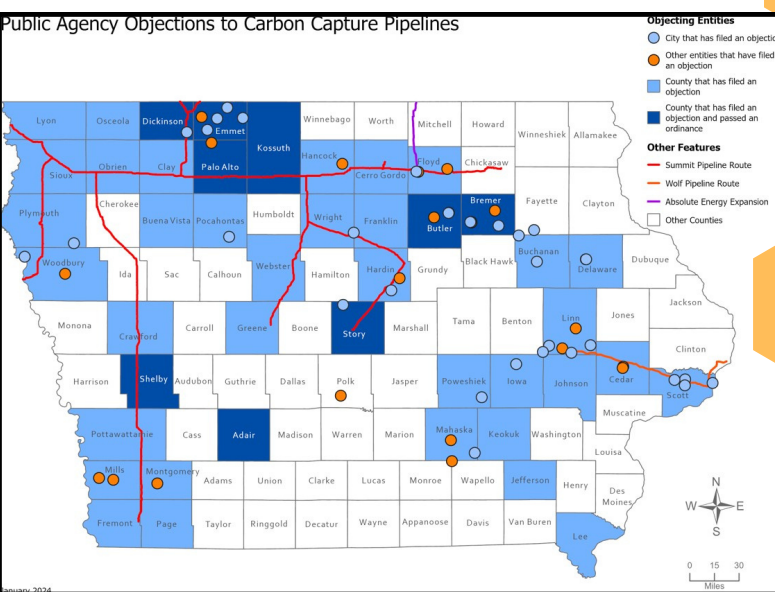 Public Agency Objections to Carbon Capture Pipelines
Objecting Entities
City that has filed an objectio
Other entities that have filed
an objection
County that has filed an
objection
County that has filed an
objection and passed an
ordinance
Other Features
Summit Pipeline Route
Wolf Pipeline Route
Absolute Energy Expansion
Other Counties
Lyon
Osceola
Dickinson
Emmet
Winnebago
Worth
Mitchell
Howard
Winneshiek
Allamakee
Kossuth
Sioux
Obrien
Clay
Palo Alto
Hancock
Cerro Gordo
Floyd
Chickasaw
Plymouth
Cherokee
Buena Vista
Pocahontas
Humboldt
Wright
Franklin
Butler
Bremer
Fayette
Clayton
Woodbury
Ida
Sac
Calhoun
Webster
Hamilton
Hardin
Grundy
Black Hawk
Buchanan
Delaware
Dubuque
Monona
Crawford
Carroll
Greene
Boone
Story
Marshall
Tama
Benton
Linn
Jones
Jackson
Clinton
Harrison
Shelby
Audubon
Guthrie
Dallas
Polk
Jasper
Poweshiek
Iowa
Johnson
Cedar
Scott
Muscatine
Pottawattamie
Cass
Adair
Madison
Warren
Marion
Mahaska
Keokuk
Washington
Louisa
Mills
Montgomery
Adams
Union
Clarke
Lucas
Monroe
Wapello
Jefferson
Henry
Des
Moines
Fremont
Page
Taylor
Ringgold
Decatur
Wayne
Appanoose
Davis
Van Buren
Lee
N
W
E
S
0 15 30
Miles
January 2024